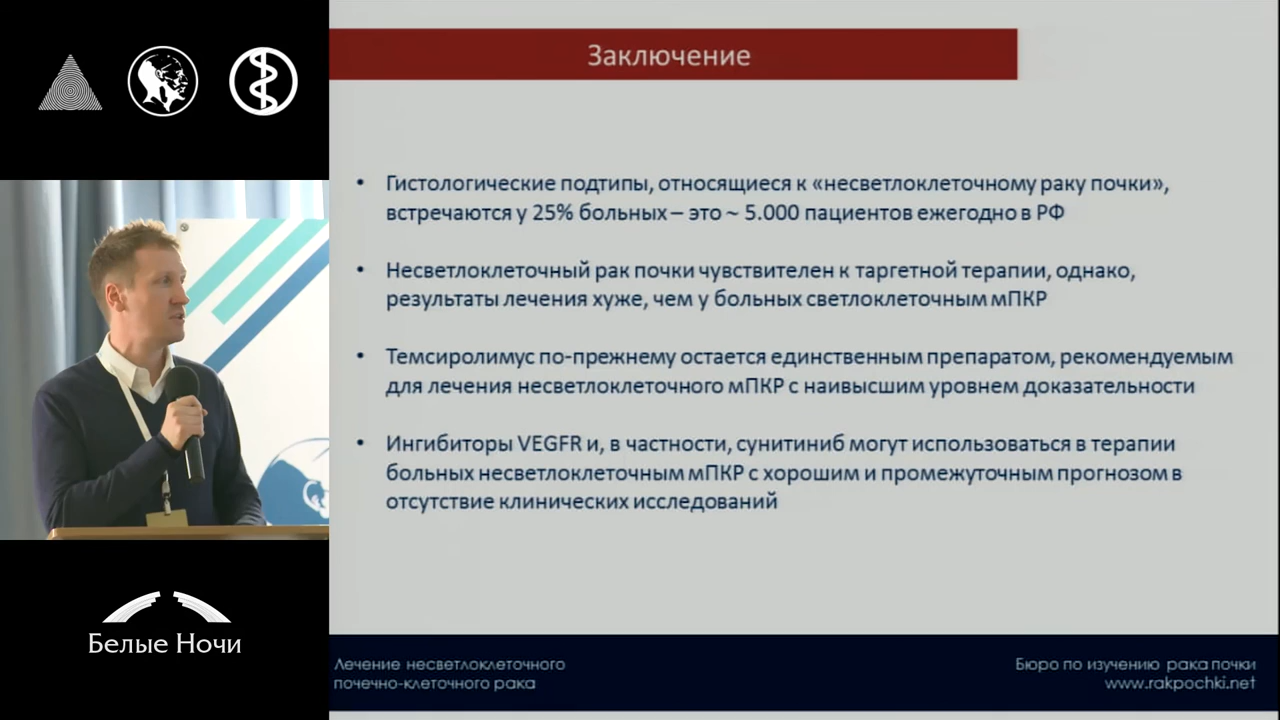 Заключение
• Гистологические подтипы, относящиеся к «несветлоклеточному раку почки»,
встречаются у 25% больных – это ~ 5.000 пациентов ежегодно в РФ
• Несветлоклеточный рак почки чувствителен к таргетной терапии, однако,
результаты лечения хуже, чем у больных светлоклеточным мПКР
• Темсиролимус по-прежнему остается единственным препаратом, рекомендуемым
для лечения несветлоклеточного мПКР с наивысшим уровнем доказательности
• Ингибиторы VEGFR и, в частности, сунитиниб могут использоваться в терапии
больных несветлоклеточным мПКР с хорошим и промежуточным прогнозом в
отсутствие клинических исследований
Белые Ночи
Лечение несветлоклеточного
почечно-клеточного рака
Бюро по изучению рака почки
www.rakpochki.net